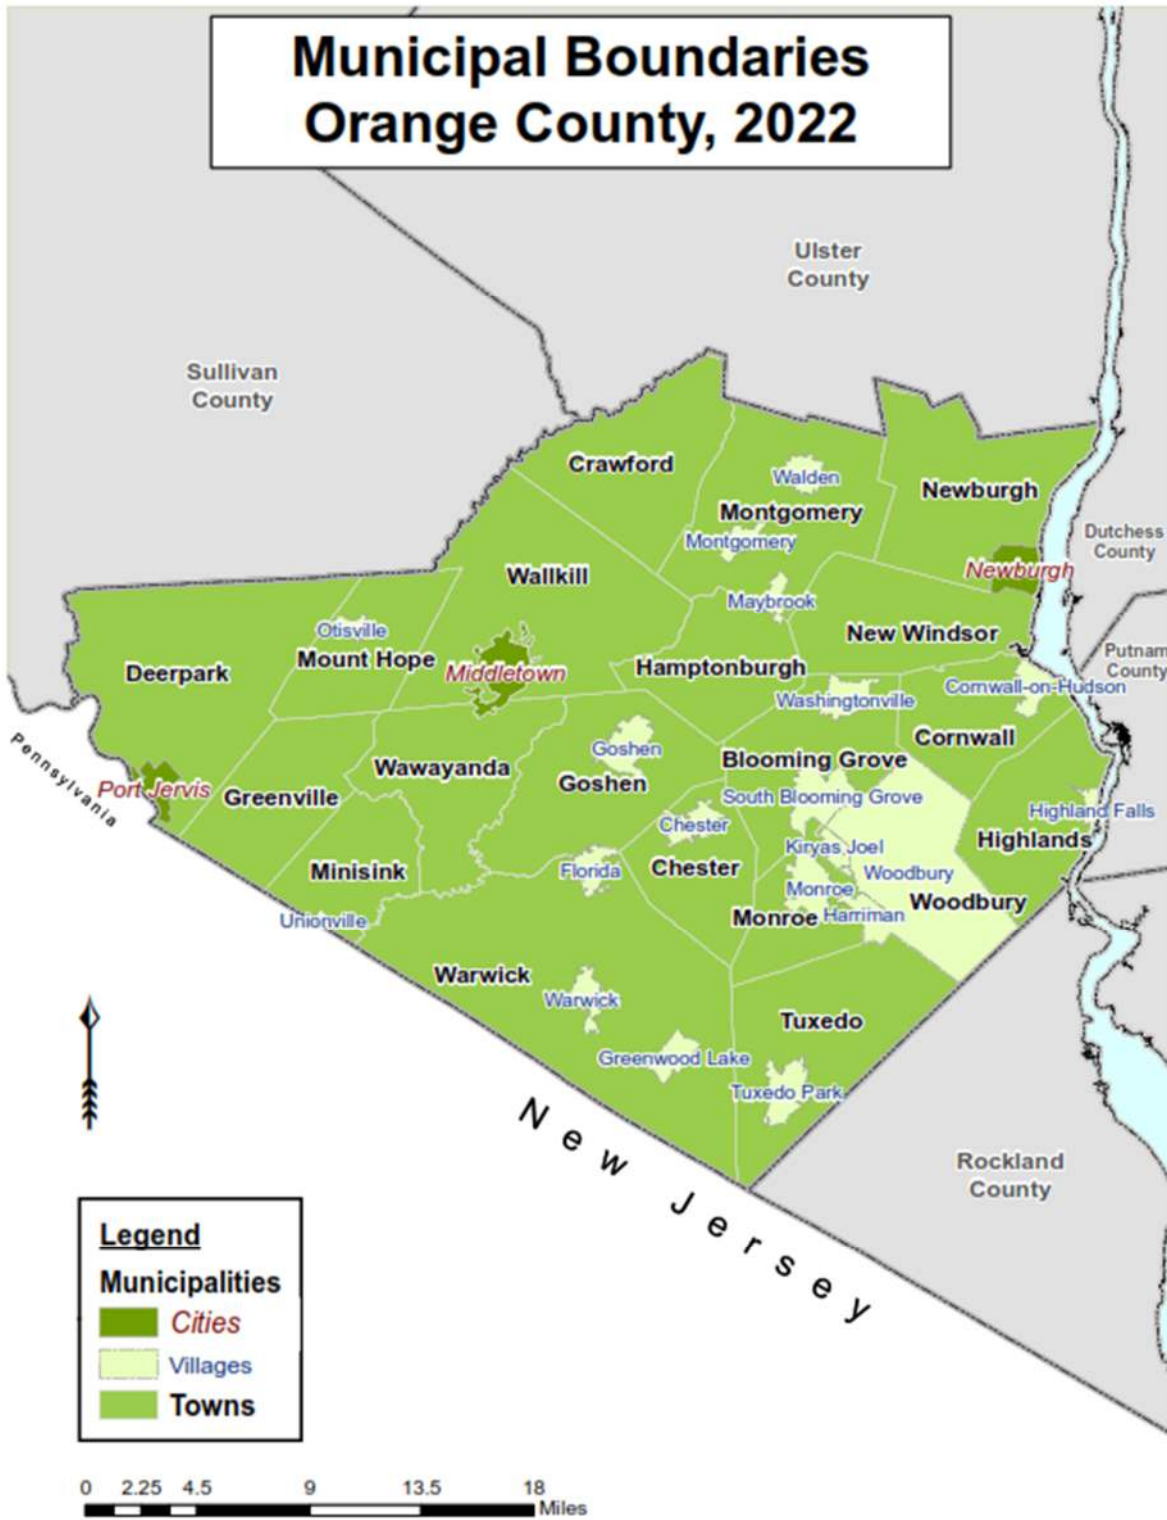 Municipal Boundaries
Orange County, 2022
Ulster
County
Sullivan
County
Crawford
Walden
Newburgh
Montgomery
Montgomery
Dutchess
County
Newburgh
Wallkill
Maybrook
Otisville
New Windsor
Mount Hope
Putnam
County
Deerpark
Middletown
Hamptonburgh
Cornwall-on-Hudson
Washingtonville
Cornwall
Pennsylvania
Goshen
Blooming Grove
Wawayanda
Goshen
Port Jervis
Greenville
South Blooming Grove
Highland Falls
Chester
Highlands
Kiryas Joel
Minisink
Florida
Chester
Woodbury
Monroe
Woodbury
Unionville
Monroe
Harriman
Warwick
Warwick
Tuxedo
Greenwood Lake
Tuxedo Park
New Jersey
Rockland
County
Legend
Municipalities
Cities
Villages
Towns
0 2.25 4.5 9 13.5 18
Miles